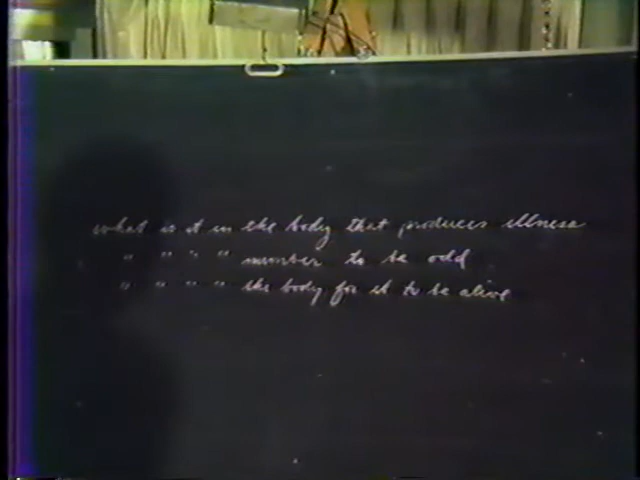 what is it in the body that produces illness
" " " " number to be odd
" " " " the body for it to be alive